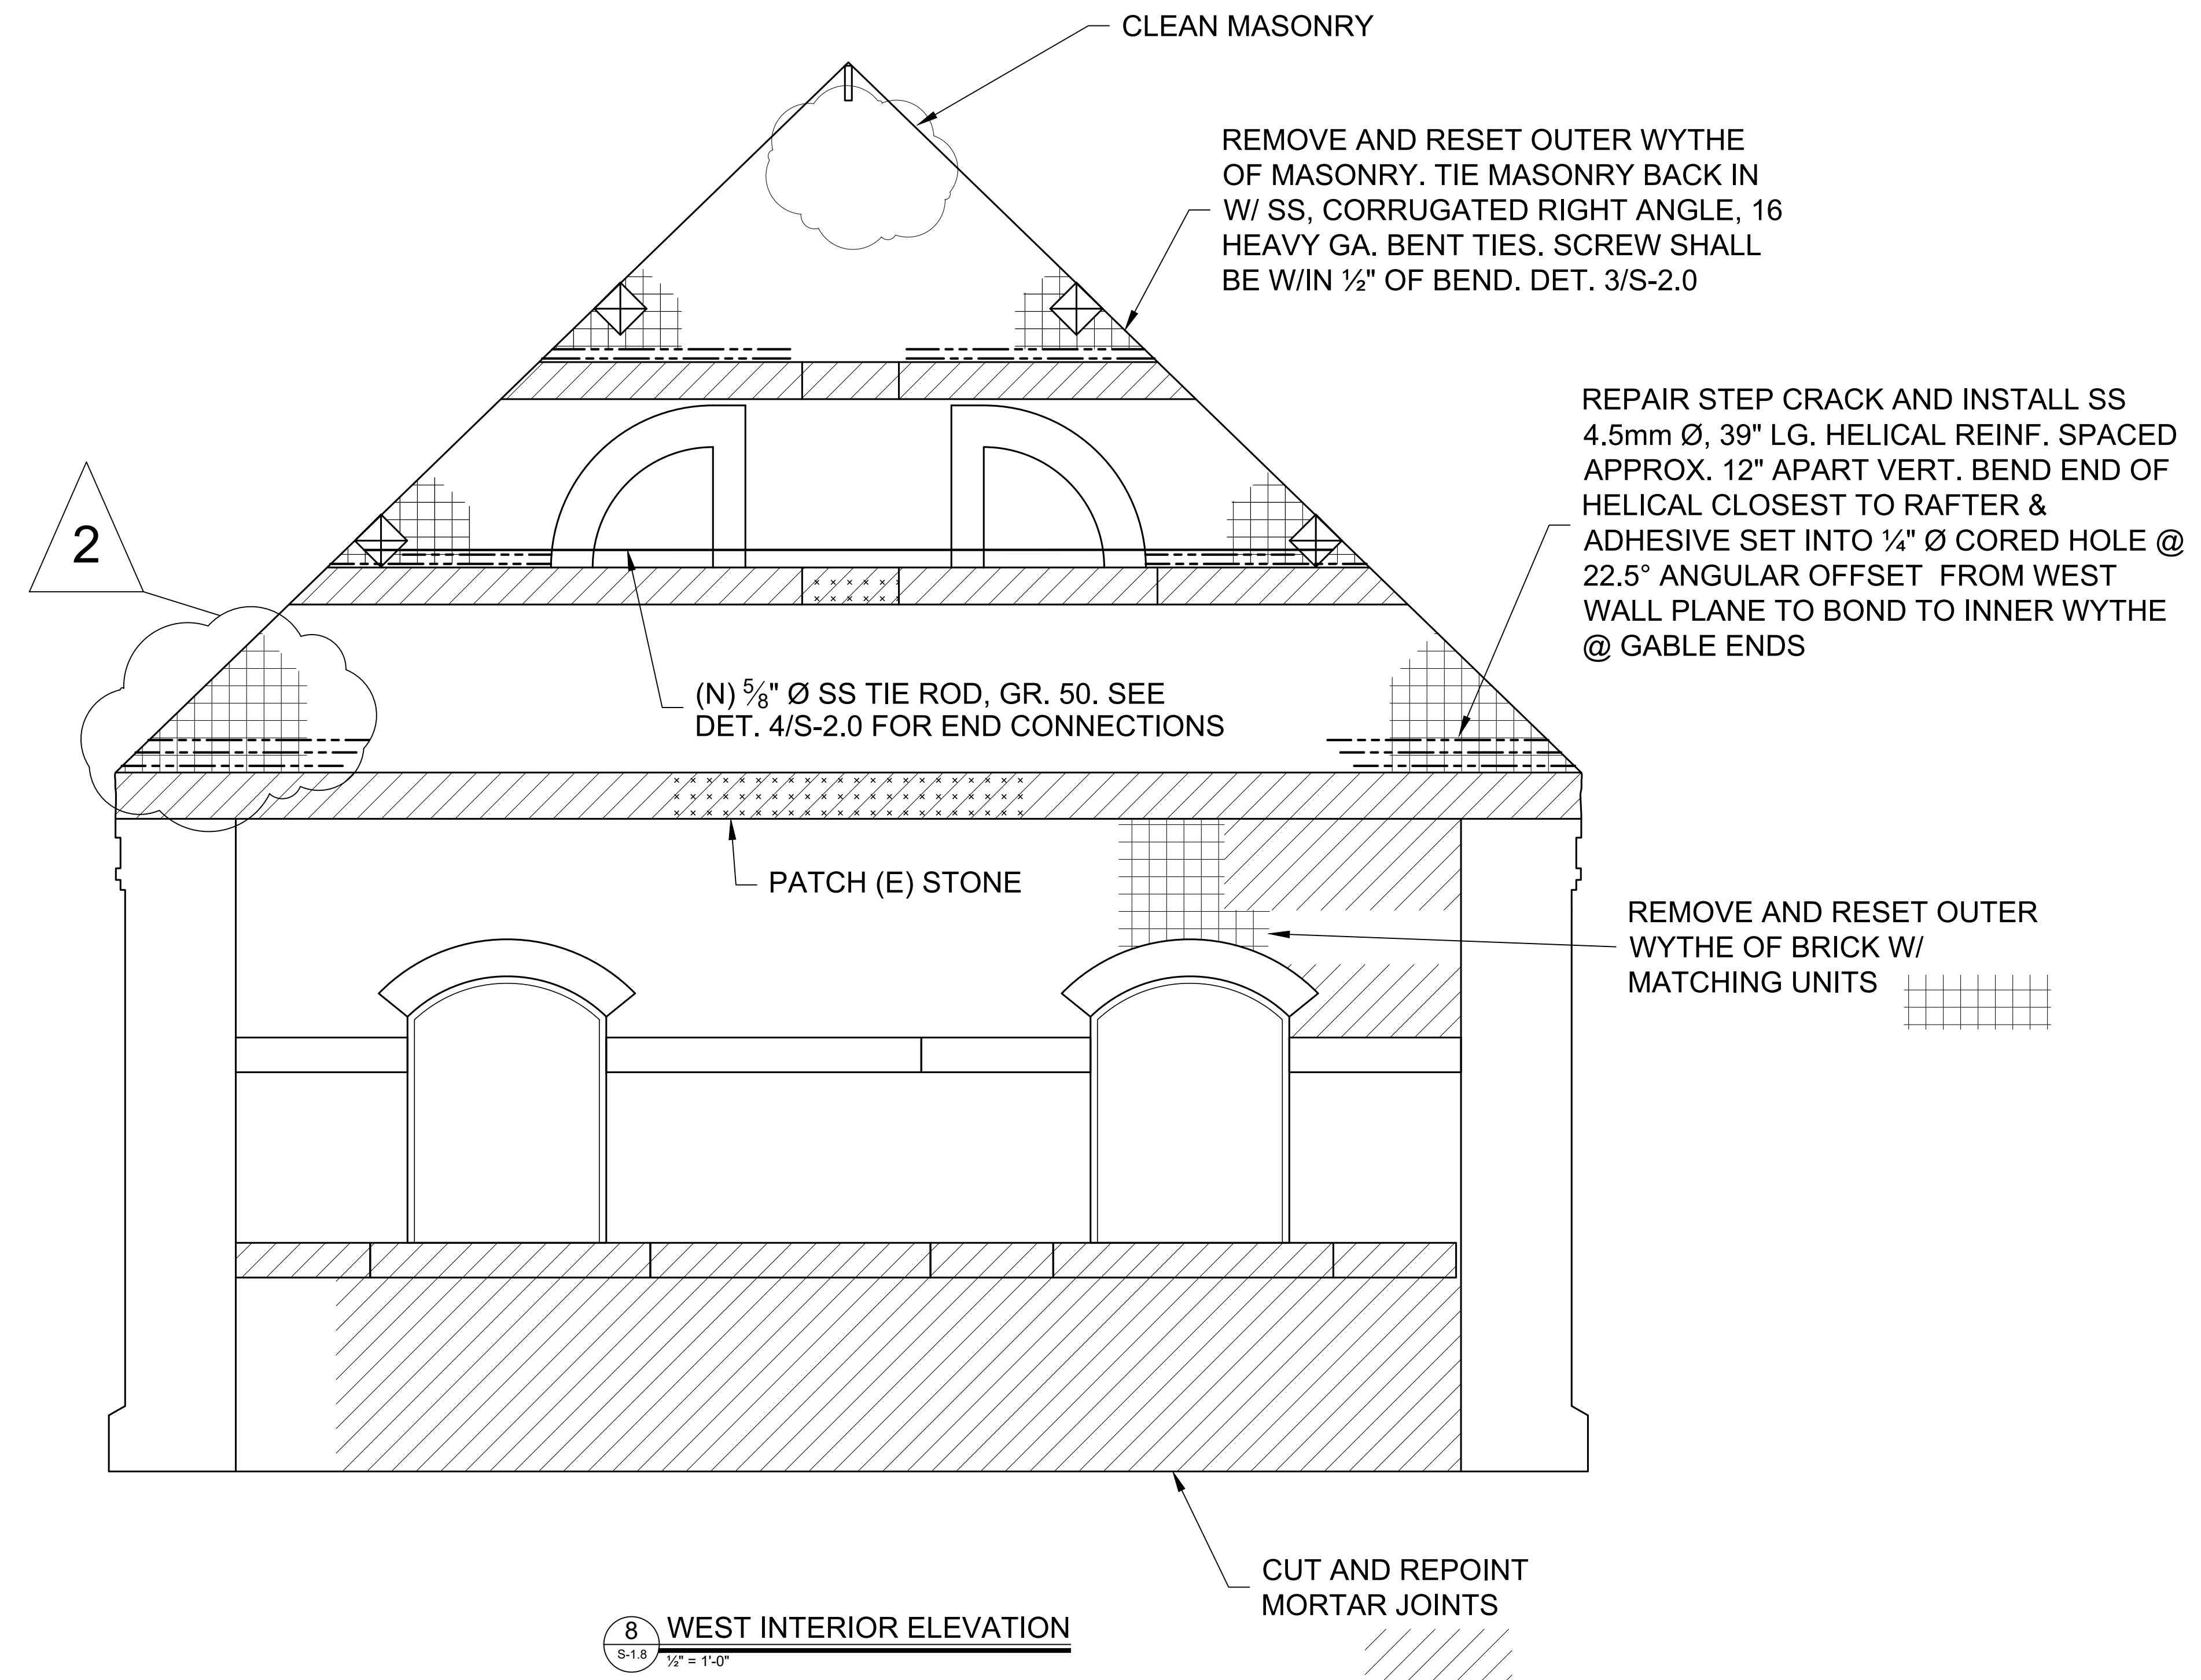 CLEAN MASONRY
REMOVE AND RESET OUTER WYTHE
OF MASONRY. TIE MASONRY BACK IN
W/ SS, CORRUGATED RIGHT ANGLE, 16
HEAVY GA. BENT TIES. SCREW SHALL
BE W/IN ½" OF BEND. DET. 3/S-2.0
REPAIR STEP CRACK AND INSTALL SS
4.5mm Ø, 39" LG. HELICAL REINF. SPACED
APPROX. 12" APART VERT. BEND END OF
HELICAL CLOSEST TO RAFTER &
ADHESIVE SET INTO ¼" Ø CORED HOLE @
22.5° ANGULAR OFFSET FROM WEST
WALL PLANE TO BOND TO INNER WYTHE
@ GABLE ENDS
2
(N) ⅝" Ø SS TIE ROD, GR. 50. SEE
DET. 4/S-2.0 FOR END CONNECTIONS
PATCH (E) STONE
REMOVE AND RESET OUTER
WYTHE OF BRICK W/
MATCHING UNITS
CUT AND REPOINT
MORTAR JOINTS
8
S-1.8
WEST INTERIOR ELEVATION
½" = 1'-0"